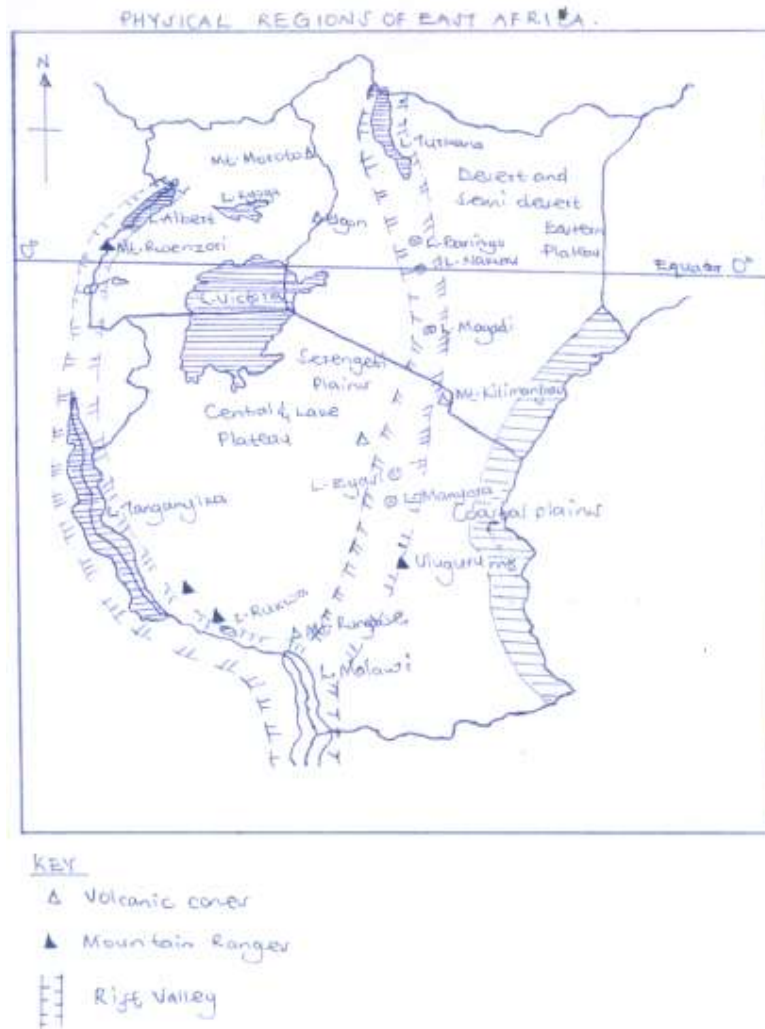 PHYSICAL REGIONS OF EAST AFRICA.
N
L. Turkana
Mt. Moroto
Desert and
semi desert
L. Kyoga
L. Albert
Elgon
Eastern
Plateau
Mt. Rwenzori
L. Baringo
L. Nakuru
0°
Equator 0°
L. Victoria
L. Magadi
Serengeti
Plains
Mt. Kilimanjaro
Central & Lake
Plateau
L. Eyasi
L. Manyara
L. Tanganyika
Coastal plains
Uluguru mts
L. Rukwa
Mt. Rungwe
L. Malawi
KEY
Volcanic cones
Mountain Ranges
Rift Valley